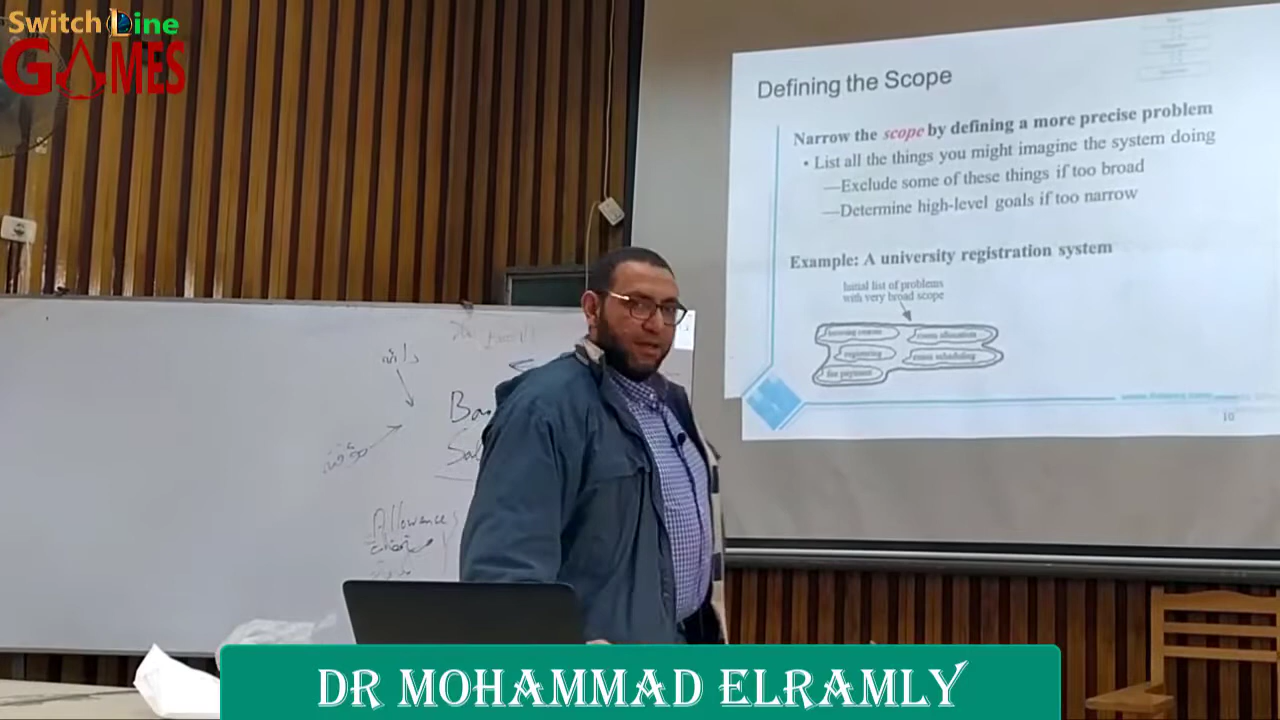 Switch Line
GAMES
Defining the Scope
Narrow the scope by defining a more precise problem
• List all the things you might imagine the system doing
—Exclude some of these things if too broad
—Determine high-level goals if too narrow
Example: A university registration system
Initial list of problems
with very broad scope
browsing courses
room allocation
registering
exam scheduling
fee payment
10
دائمة
مؤقتة
Allowances
DR MOHAMMAD ELRAMLY